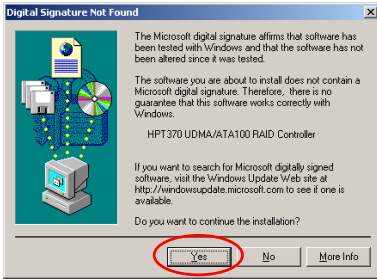 Digital Signature Not Found
The Microsoft digital signature affirms that software has
been tested with Windows and that the software has not
been altered since it was tested.
The software you are about to install does not contain a
Microsoft digital signature. Therefore, there is no
guarantee that this software works correctly with
Windows.
HPT370 UDMA/ATA100 RAID Controller
If you want to search for Microsoft digitally signed
software, visit the Windows Update Web site at
http://windowsupdate.microsoft.com to see if one is
available.
Do you want to continue the installation?
Yes No More Info